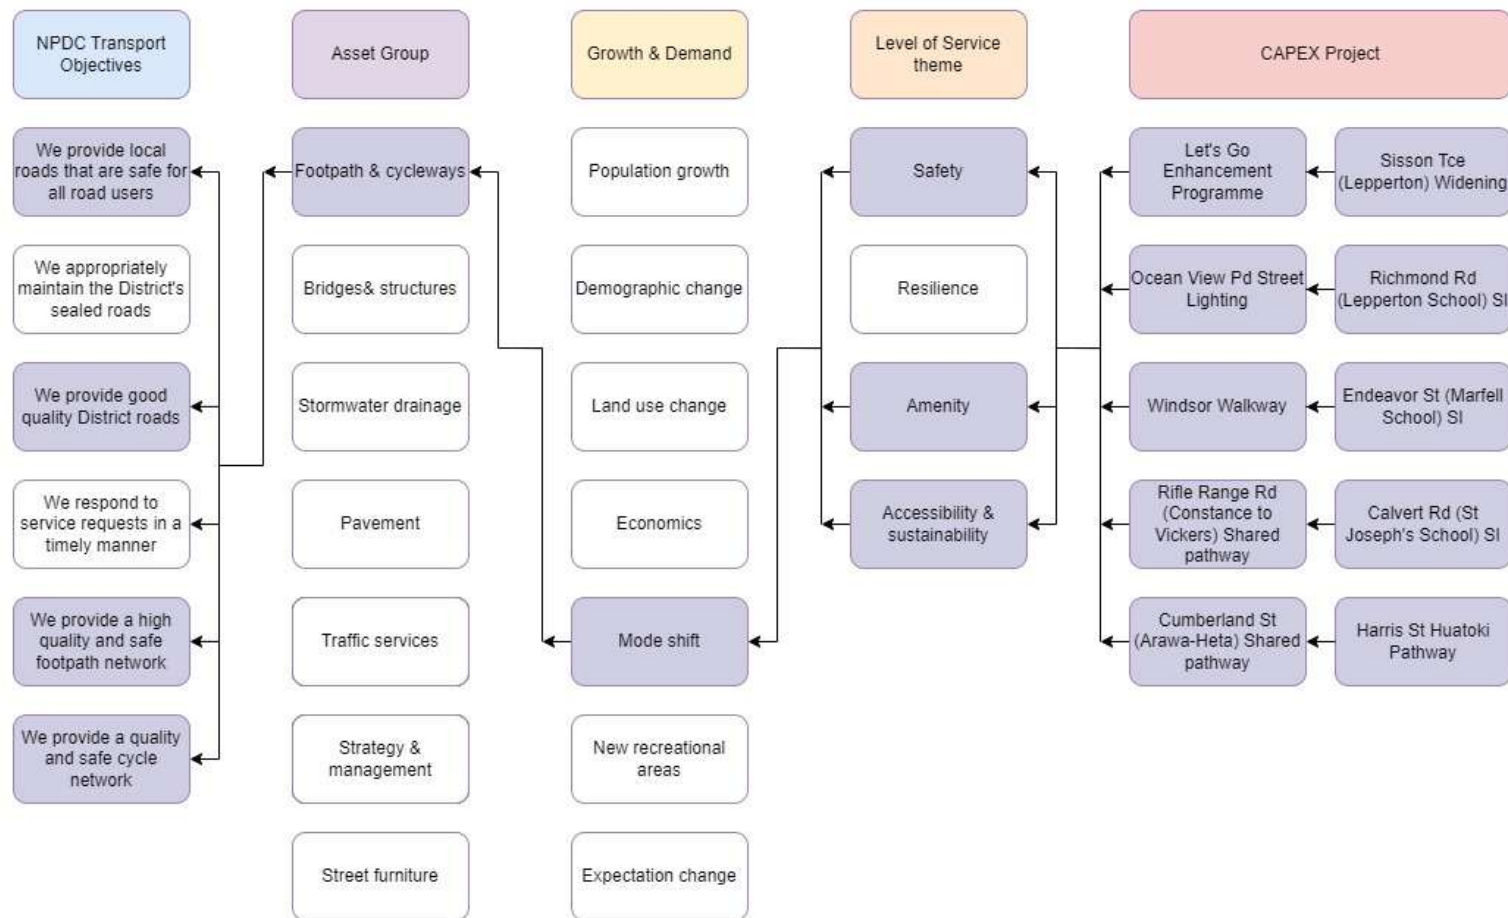 NPDC Transport
Objectives
Asset Group
Growth & Demand
Level of Service
theme
CAPEX Project
We provide local
roads that are safe for
all road users
We appropriately
maintain the District's
sealed roads
We provide good
quality District roads
We respond to
service requests in a
timely manner
We provide a high
quality and safe
footpath network
We provide a quality
and safe cycle
network
Footpath & cycleways
Bridges& structures
Stormwater drainage
Pavement
Traffic services
Strategy &
management
Street furniture
Population growth
Demographic change
Land use change
Economics
Mode shift
New recreational
areas
Expectation change
Safety
Resilience
Amenity
Accessibility &
sustainability
Let's Go
Enhancement
Programme
Ocean View Pd Street
Lighting
Windsor Walkway
Rifle Range Rd
(Constance to
Vickers) Shared
pathway
Cumberland St
(Arawa-Heta) Shared
pathway
Sisson Tce
(Lepperton) Widening
Richmond Rd
(Lepperton School) SI
Endeavor St (Marfell
School) SI
Calvert Rd (St
Joseph's School) SI
Harris St Huatoki
Pathway